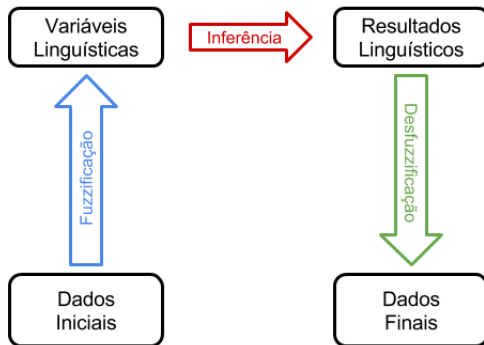 Variáveis
Linguísticas
Inferência
Resultados
Linguísticos
Fuzzificação
Desfuzzificação
Dados
Iniciais
Dados
Finais